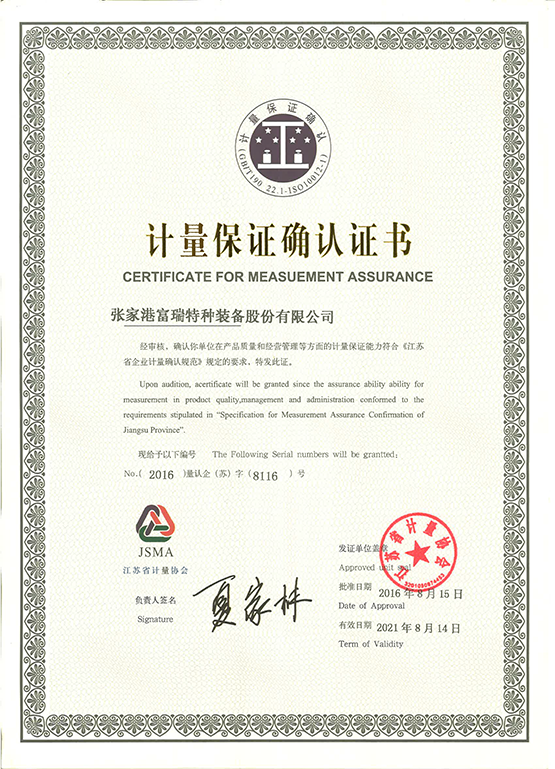 计量保证确认
(GB/T190 22.1-ISO10012-1)
计量保证确认证书
CERTIFICATE FOR MEASUEMENT ASSURANCE
张家港富瑞特种装备股份有限公司
经审核，确认你单位在产品质量和经营管理等方面的计量保证能力符合《江苏
省企业计量确认规范》规定的要求，特发此证。
Upon audition, acertificate will be granted since the assurance ability ability for
measurement in product quality,management and administration conformed to the
requirements stipulated in "Specification for Measurement Assurance Confirmation of
Jiangsu Province".
现给予以下编号 The Following Serial numbers will be grantted:
No.( 2016 )量认企（苏）字（8116 ）号
JSMA
江苏省计量协会
江苏省计量协会
发证单位盖章
Approved unit seal
批准日期 2016 年 8 月 15 日
Date of Approval
负责人签名
Signature
夏家林
有效日期 2021 年 8 月 14 日
Term of Validity